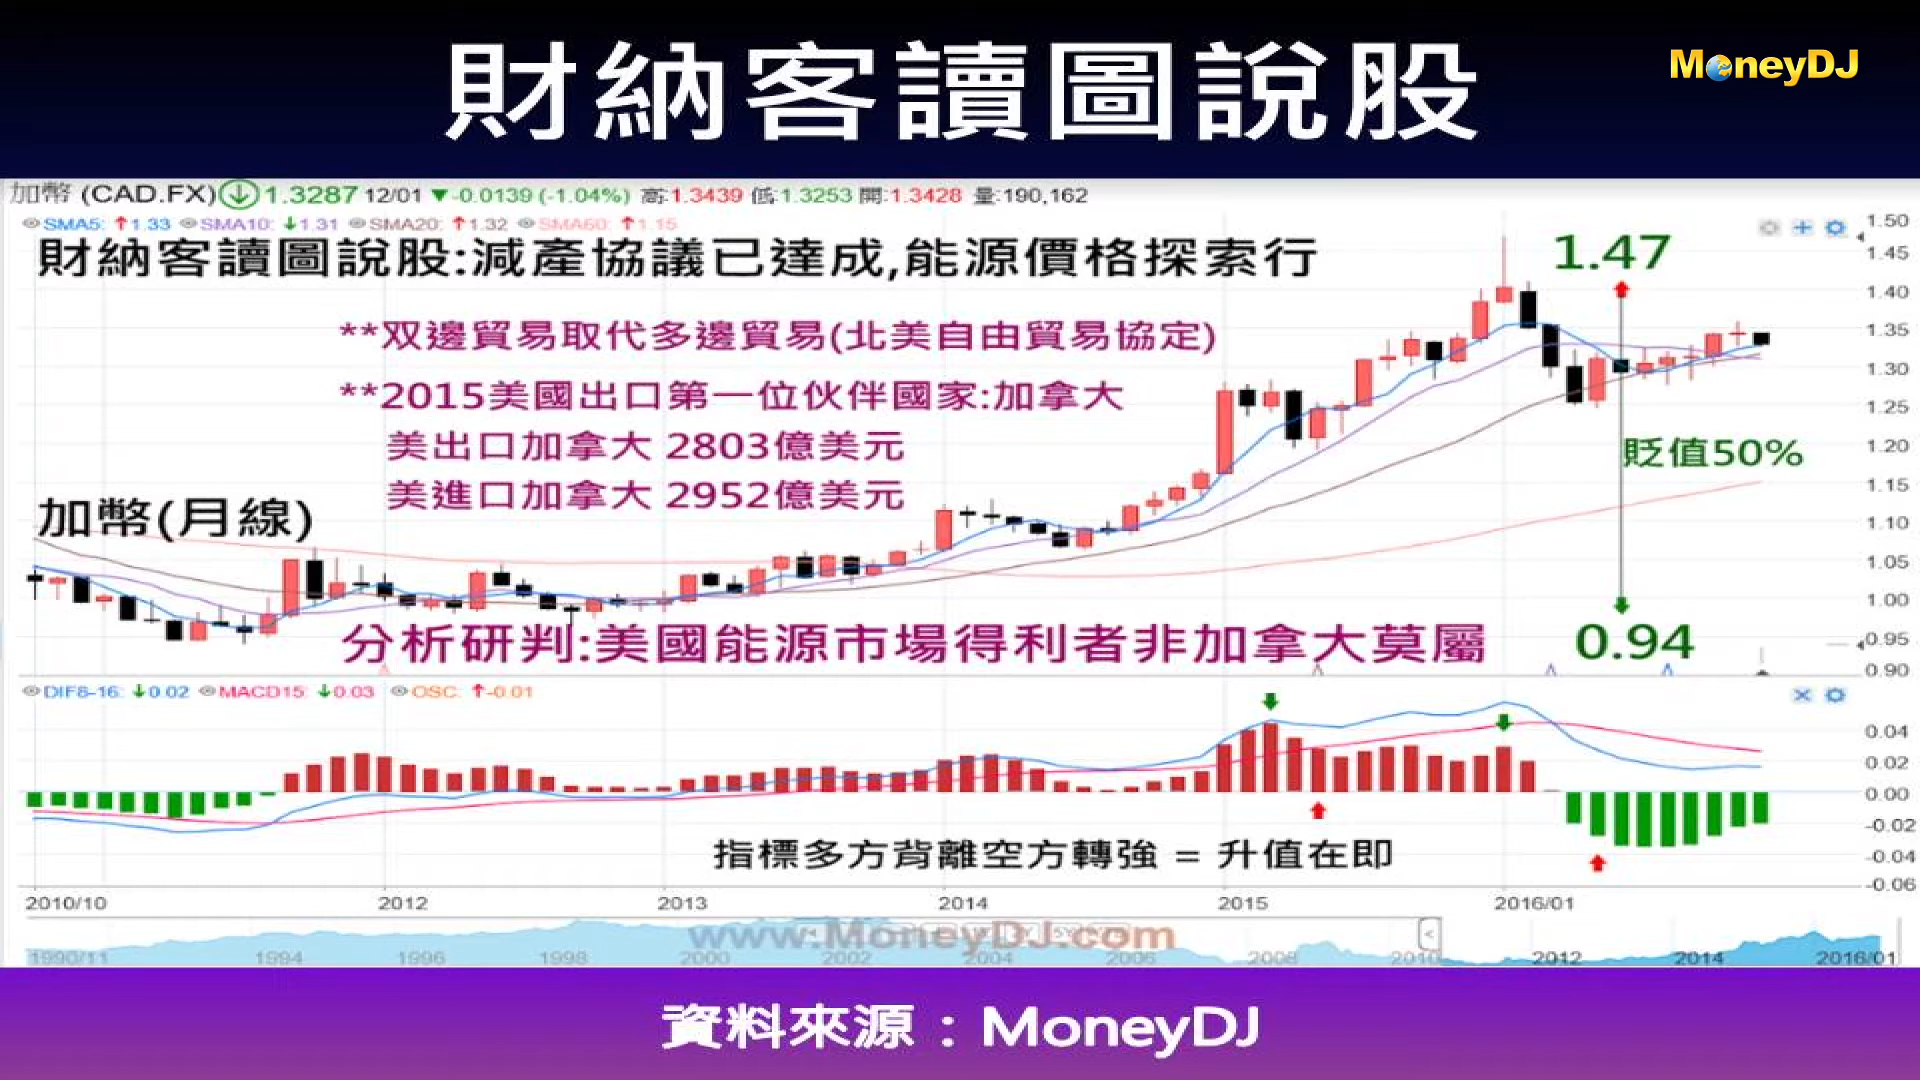 財納客讀圖說股
MoneyDJ
加幣 (CAD.FX) 1.3287 12/01 ▼-0.0139 (-1.04%) 高:1.3439 低:1.3253 開:1.3428 量:190,162
SMA5: 1.33 SMA10: 1.31 SMA20: 1.32 SMA60: 1.15
財納客讀圖說股:減產協議已達成,能源價格探索行
**双邊貿易取代多邊貿易(北美自由貿易協定)
**2015美國出口第一位伙伴國家:加拿大
美出口加拿大 2803億美元
美進口加拿大 2952億美元
加幣(月線)
1.47
貶值50%
0.94
分析研判:美國能源市場得利者非加拿大莫屬
1.50
1.45
1.40
1.35
1.30
1.25
1.20
1.15
1.10
1.05
1.00
0.95
0.90
DIF8-16: 0.02 MACD15: 0.03 OSC: -0.01
0.04
0.02
0.00
-0.02
-0.04
-0.06
指標多方背離空方轉強 = 升值在即
2010/10 2012 2013 2014 2015 2016/01
www.MoneyDJ.com
1990/11 1994 1996 1998 2000 2002 2004 2006 2008 2010 2012 2014 2016/01
資料來源：MoneyDJ